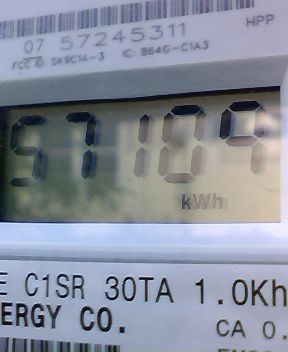 HPP
07 57245311
FCC ID: SK9C1A-3 IC: 864G-C1A3
57109
kWh
E C1SR 30TA 1.0Kh
ERGY CO.
CA 0.